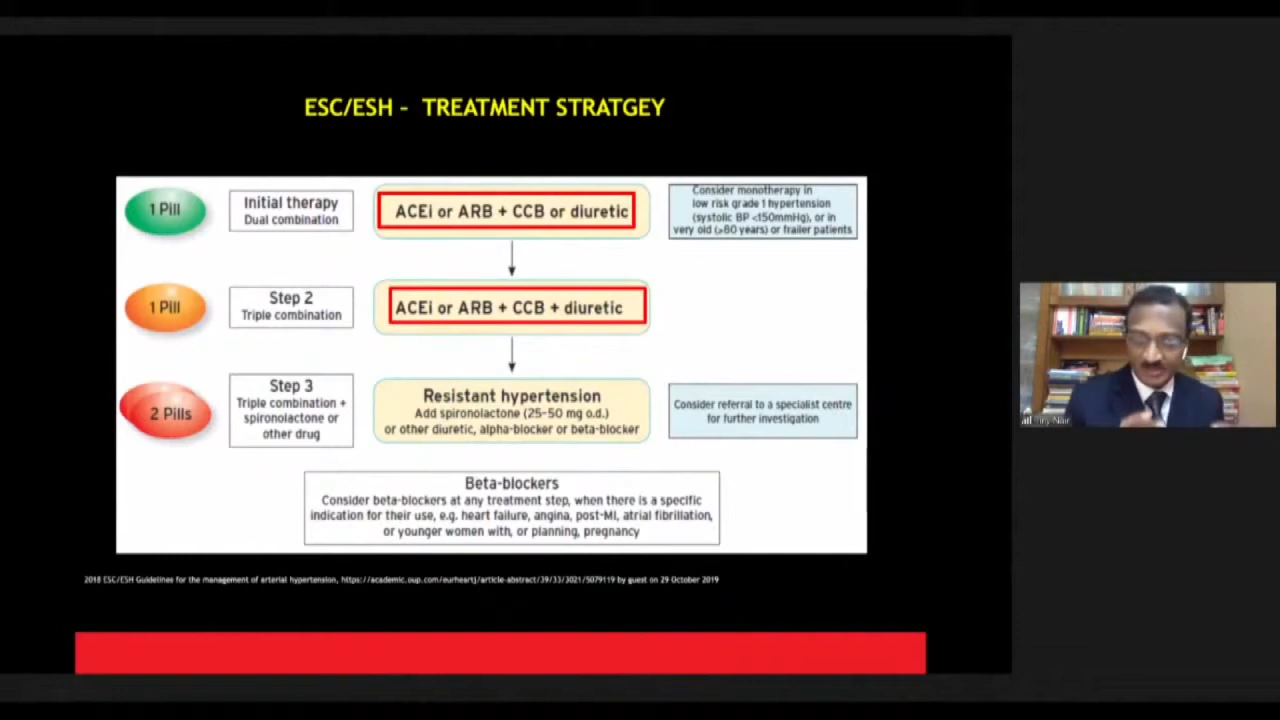 ESC/ESH - TREATMENT STRATGEY
1 Pill
Initial therapy
Dual combination
ACEi or ARB + CCB or diuretic
Consider monotherapy in
low risk grade 1 hypertension
(systolic BP <150mmHg), or in
very old (≥80 years) or frailer patients
1 Pill
Step 2
Triple combination
ACEi or ARB + CCB + diuretic
2 Pills
Step 3
Triple combination +
spironolactone or
other drug
Resistant hypertension
Add spironolactone (25-50 mg o.d.)
or other diuretic, alpha-blocker or beta-blocker
Consider referral to a specialist centre
for further investigation
Beta-blockers
Consider beta-blockers at any treatment step, when there is a specific
indication for their use, e.g. heart failure, angina, post-MI, atrial fibrillation,
or younger women with, or planning, pregnancy
2018 ESC/ESH Guidelines for the management of arterial hypertension, https://academic.oup.com/eurheartj/article-abstract/39/33/3021/5079119 by guest on 29 October 2019
Nair